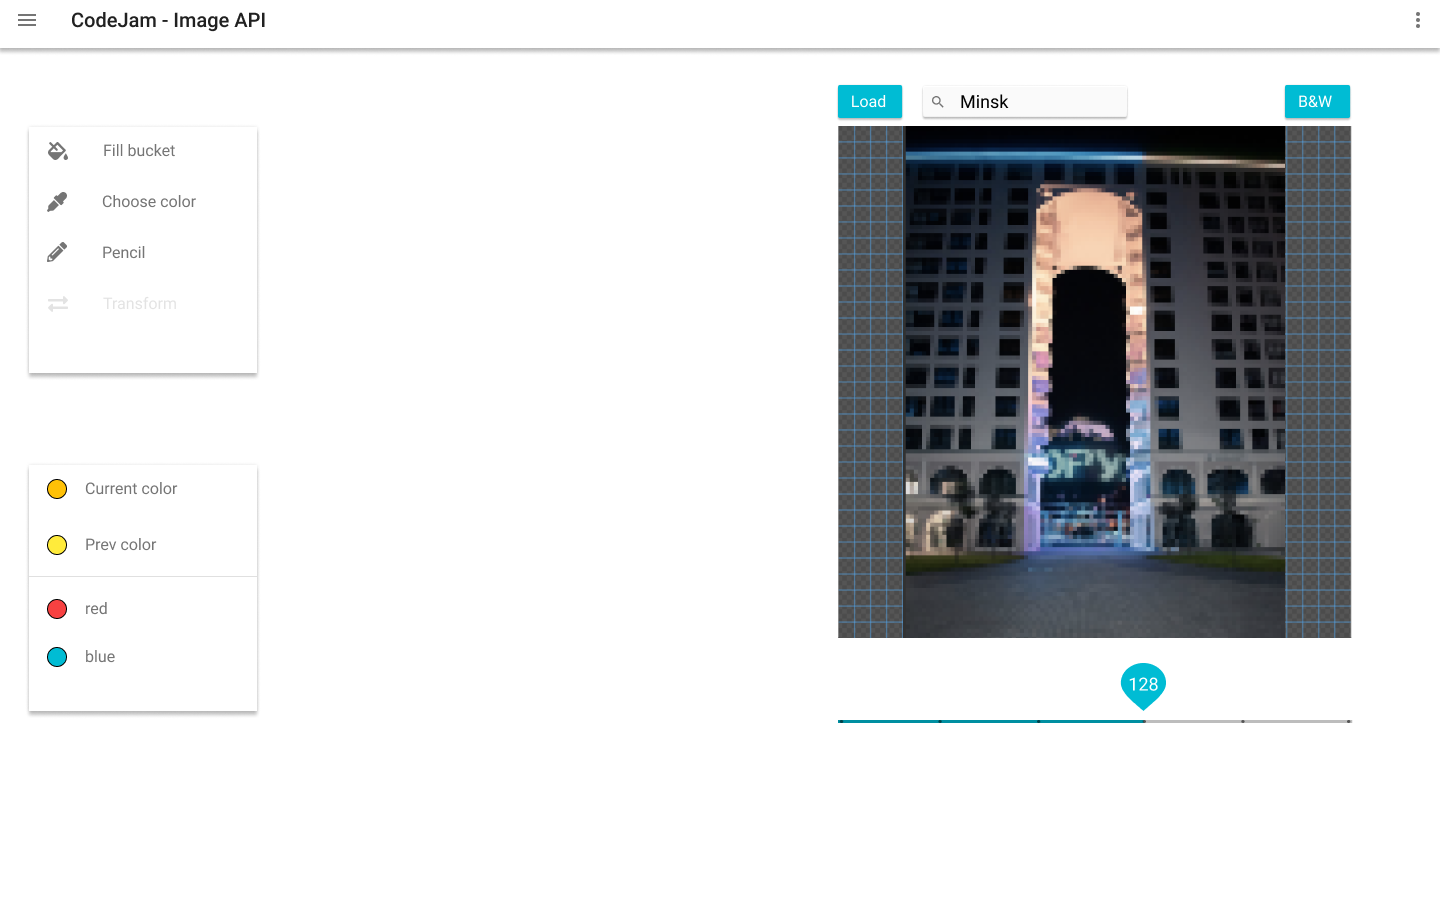 CodeJam - Image API
Load
Minsk
B&W
Fill bucket
Choose color
Pencil
Transform
Current color
Prev color
red
blue
128